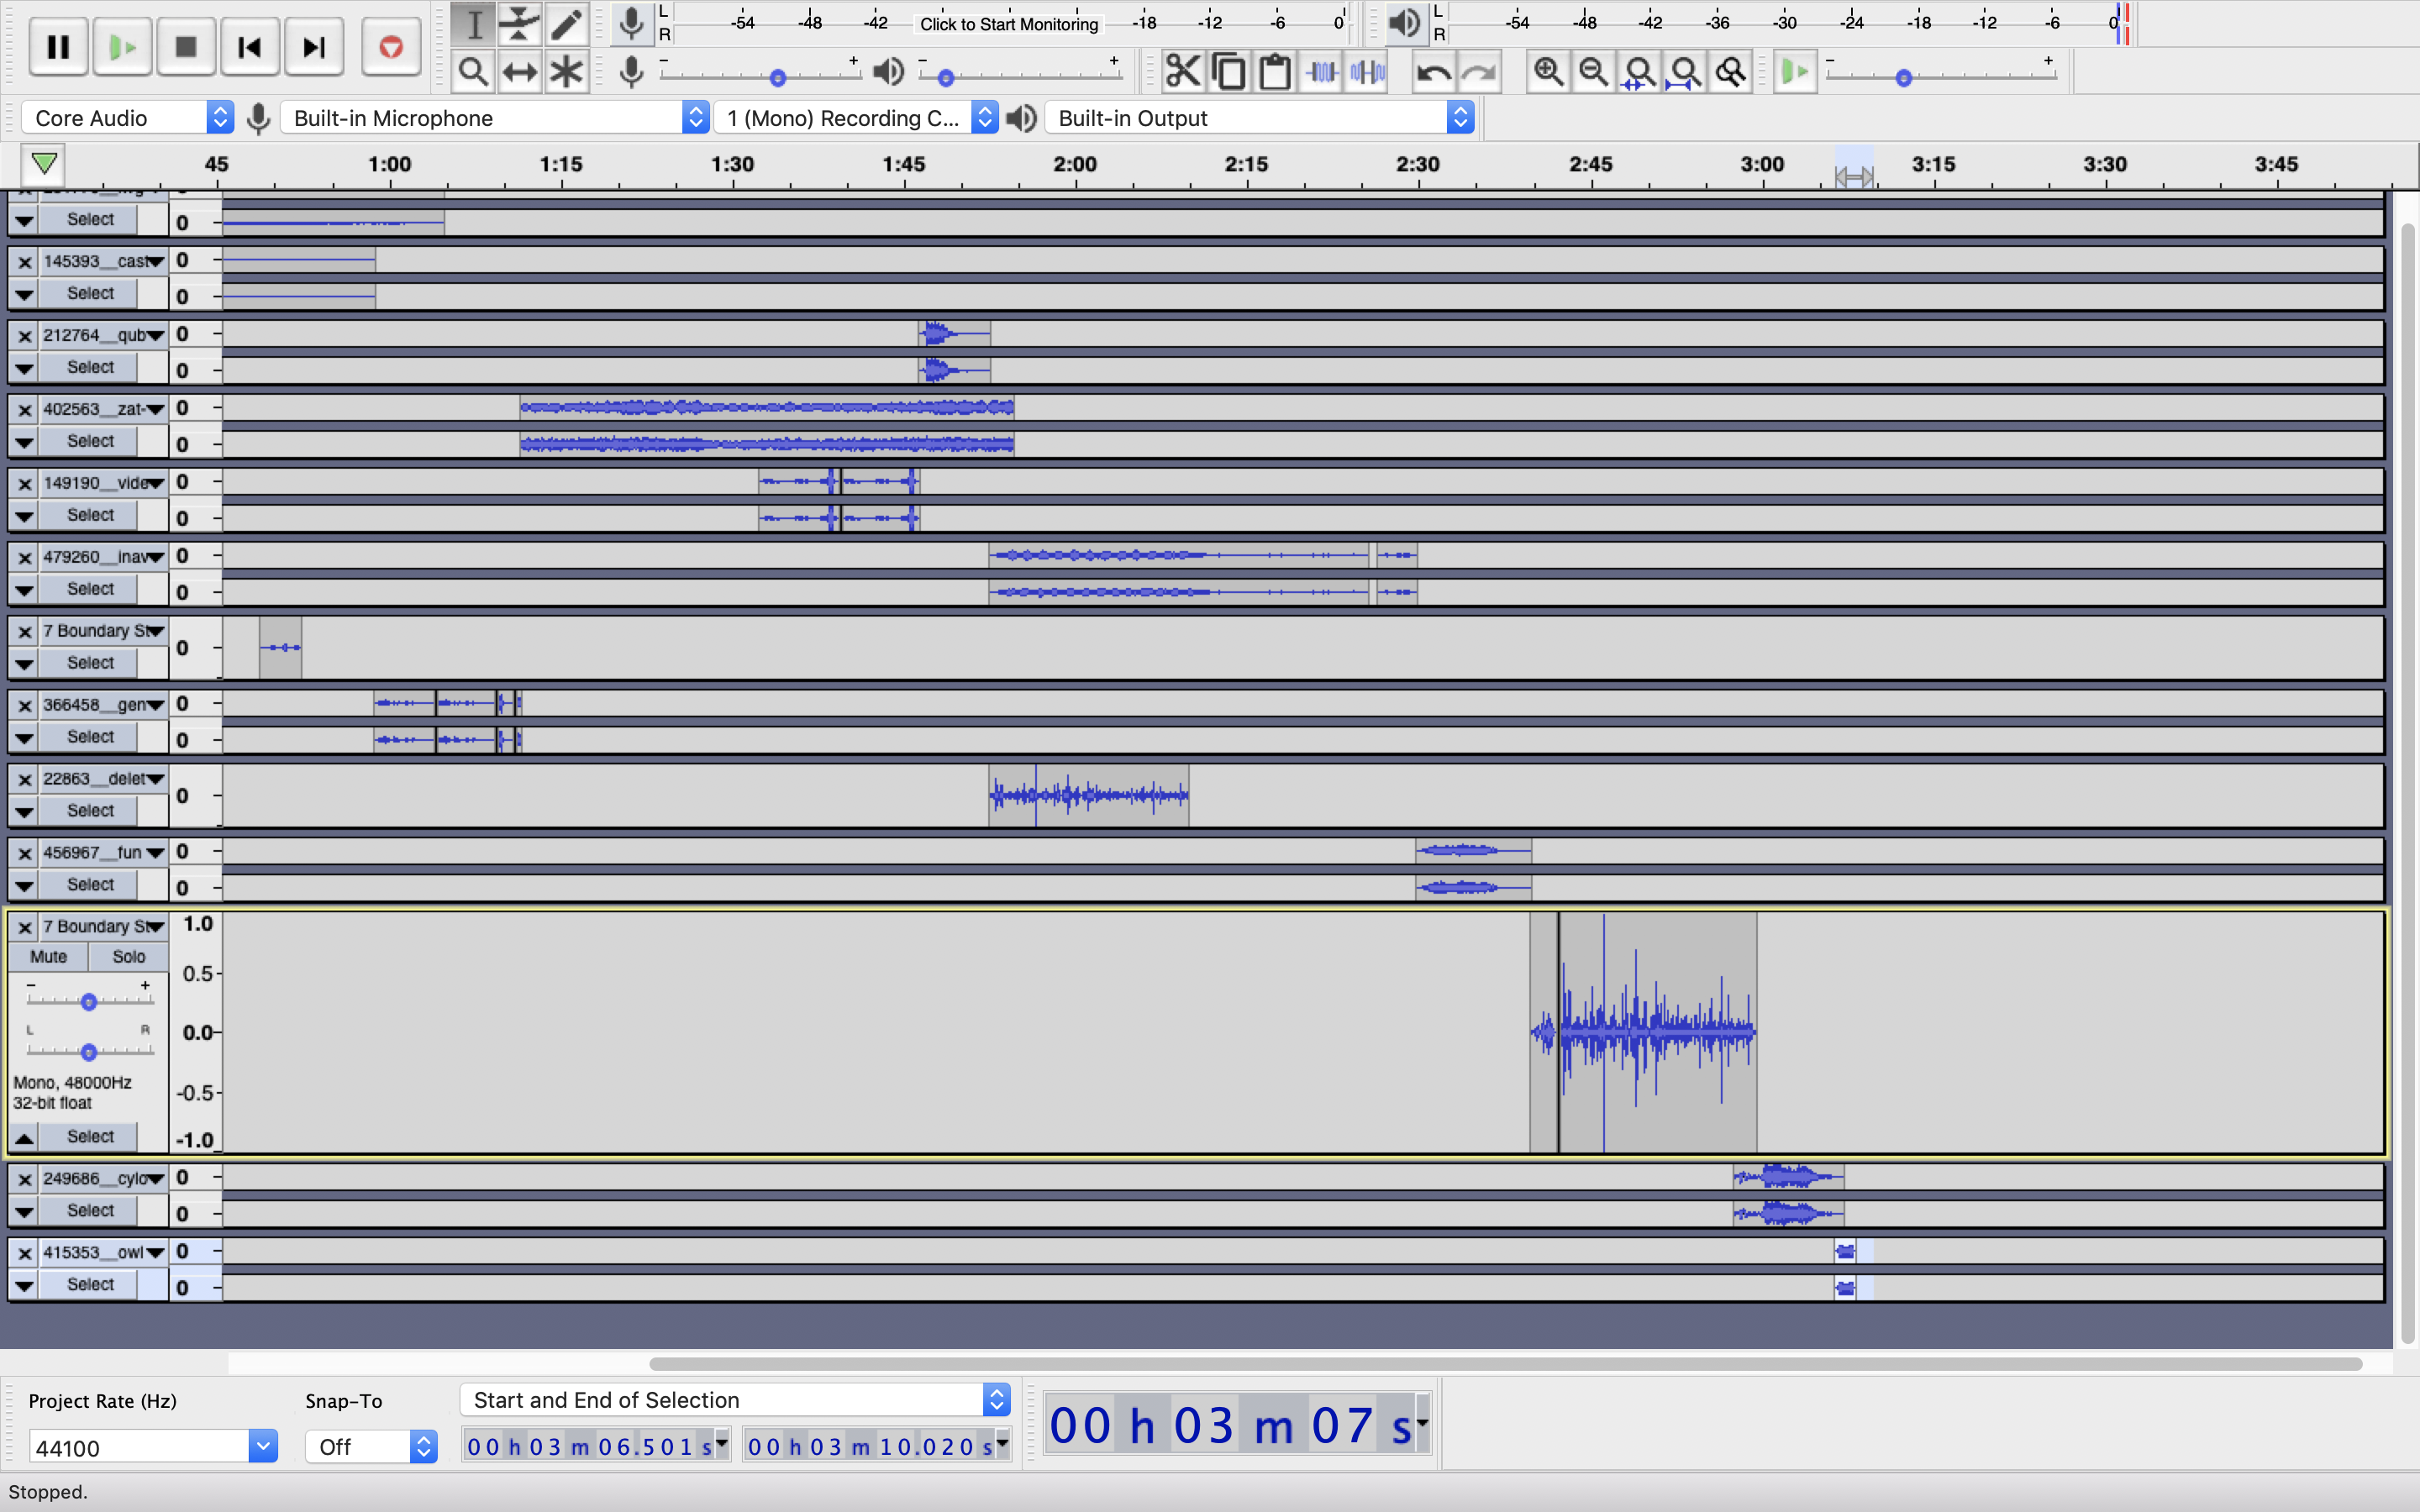 L
R
-54 -48 -42 Click to Start Monitoring -18 -12 -6 0
L
R
-54 -48 -42 -36 -30 -24 -18 -12 -6 0
- + - + - +
Core Audio Built-in Microphone 1 (Mono) Recording C... Built-in Output
45 1:00 1:15 1:30 1:45 2:00 2:15 2:30 2:45 3:00 3:15 3:30 3:45
Select 0
145393__cast 0
Select 0
212764__qub 0
Select 0
402563__zat- 0
Select 0
149190__vide 0
Select 0
479260__inav 0
Select 0
7 Boundary St 0
Select
366458__gen 0
Select 0
22863__delet 0
Select
456967__fun 0
Select 0
7 Boundary St 1.0
Mute Solo
0.5
- +
L R
0.0
Mono, 48000Hz
32-bit float
-0.5
Select -1.0
249686__cylo 0
Select 0
415353__owl 0
Select 0
Project Rate (Hz) Snap-To Start and End of Selection
44100 Off 00 h 03 m 06.501 s 00 h 03 m 10.020 s 00 h 03 m 07 s
Stopped.